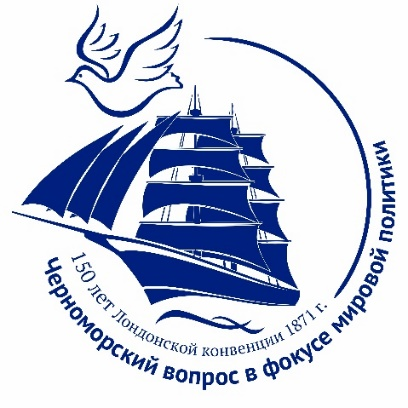 150 лет Лондонской конвенции 1871 г.
Черноморский вопрос в фокусе мировой политики